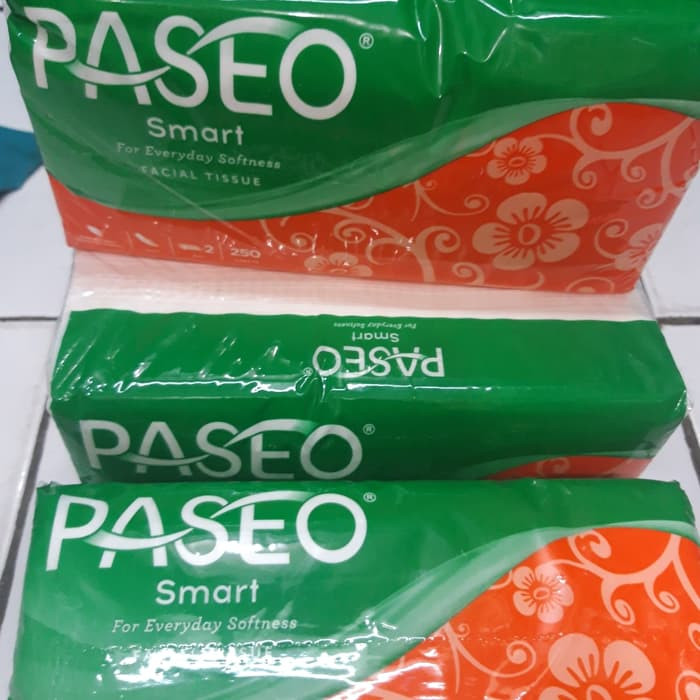 PASEO®
Smart
For Everyday Softness
FACIAL TISSUE
2 250
For Everyday Softness
Smart
PASEO®
PASEO®
PASEO®
Smart
For Everyday Softness